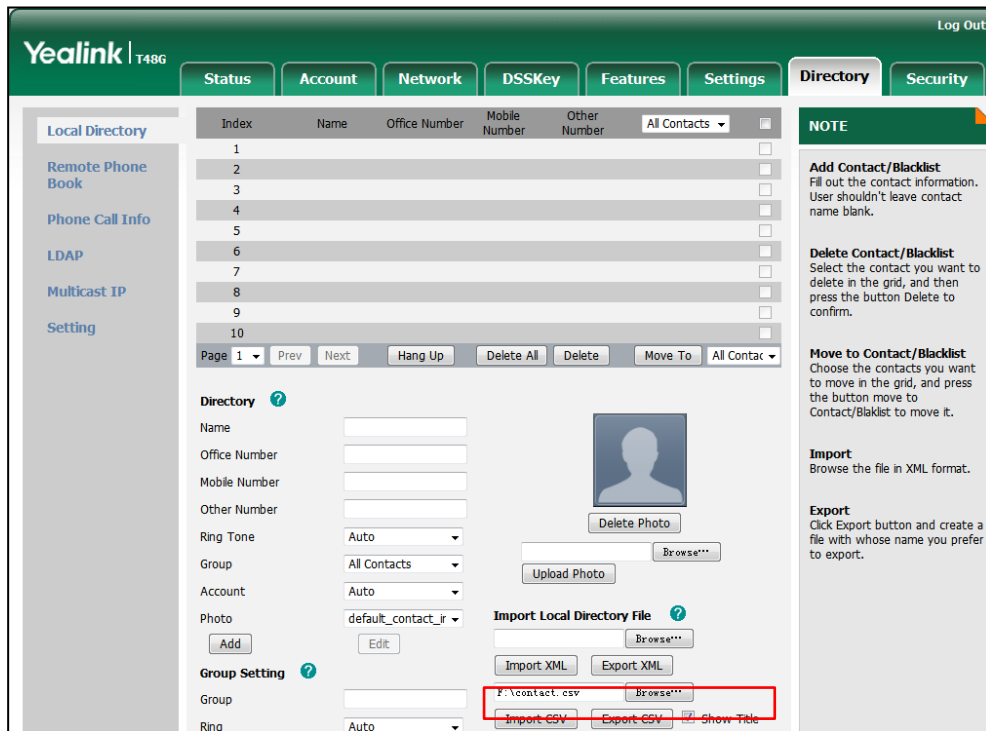 Log Out
Yealink T48G
Status Account Network DSSKey Features Settings Directory Security
Local Directory
Remote Phone
Book
Phone Call Info
LDAP
Multicast IP
Setting
Index Name Office Number Mobile Number Other Number All Contacts
1
2
3
4
5
6
7
8
9
10
Page 1 Prev Next Hang Up Delete All Delete Move To All Contac
Directory ?
Name
Office Number
Mobile Number
Other Number
Ring Tone Auto
Group All Contacts
Account Auto
Photo default_contact_ir
Add Edit
Group Setting ?
Group
Ring Auto
Delete Photo
Browse...
Upload Photo
Import Local Directory File ?
Browse...
Import XML Export XML
F:\contact.csv Browse...
Import CSV Export CSV Show Title
NOTE
Add Contact/Blacklist
Fill out the contact information.
User shouldn't leave contact
name blank.
Delete Contact/Blacklist
Select the contact you want to
delete in the grid, and then
press the button Delete to
confirm.
Move to Contact/Blacklist
Choose the contacts you want
to move in the grid, and press
the button move to
Contact/Blaklist to move it.
Import
Browse the file in XML format.
Export
Click Export button and create a
file with whose name you prefer
to export.